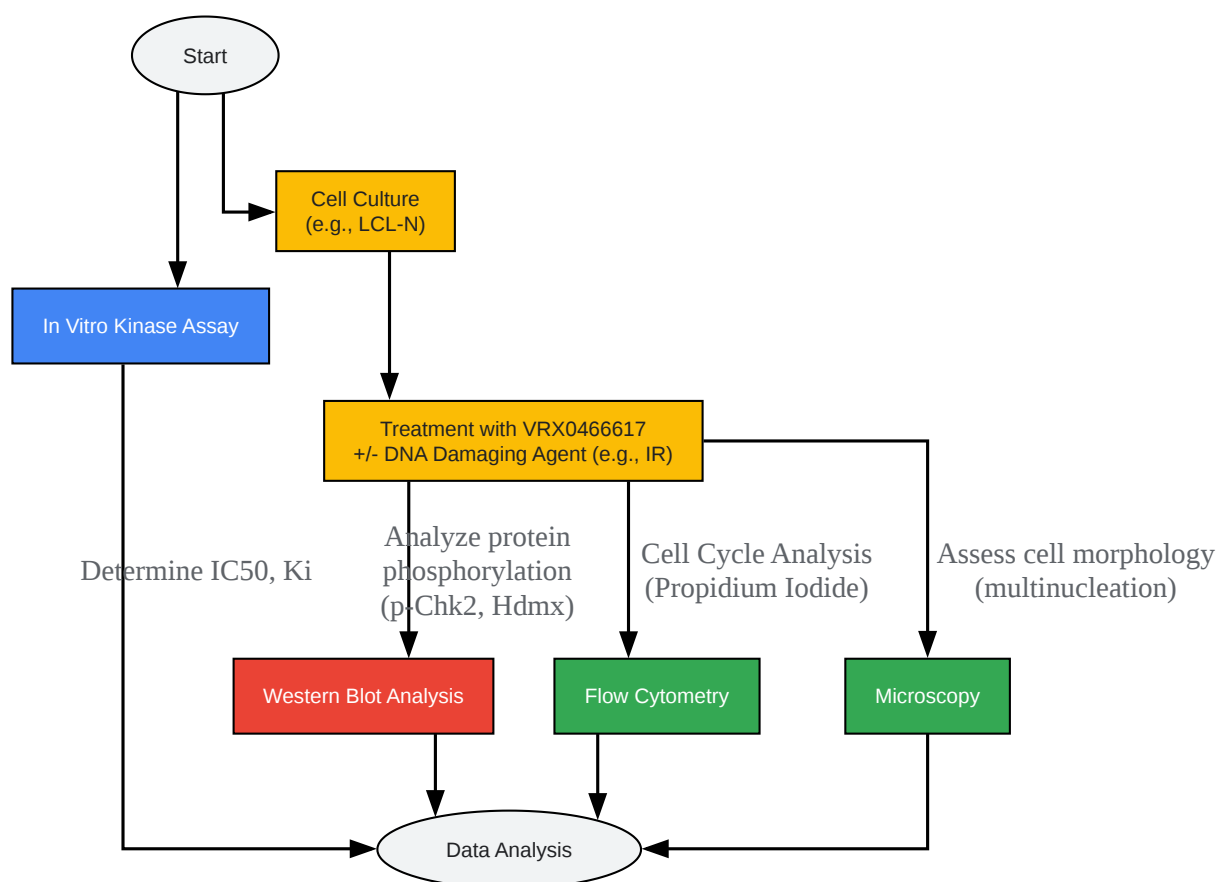 Start
Cell Culture
(e.g., LCL-N)
In Vitro Kinase Assay
Treatment with VRX0466617
+/- DNA Damaging Agent (e.g., IR)
Determine IC50, Ki
Analyze protein
phosphorylation
(p-Chk2, Hdmx)
Cell Cycle Analysis
(Propidium Iodide)
Assess cell morphology
(multinucleation)
Western Blot Analysis
Flow Cytometry
Microscopy
Data Analysis